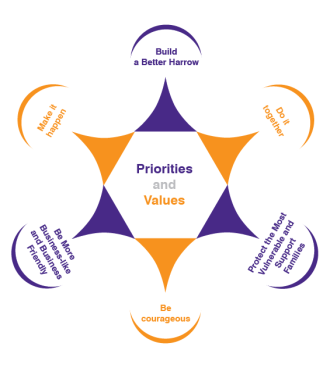 Build
a Better Harrow
Make it
happen
Do it
together
Priorities
and
Values
Be More
Business-like
and Business
Friendly
Protect the Most
Vulnerable and
Support
Families
Be
courageous